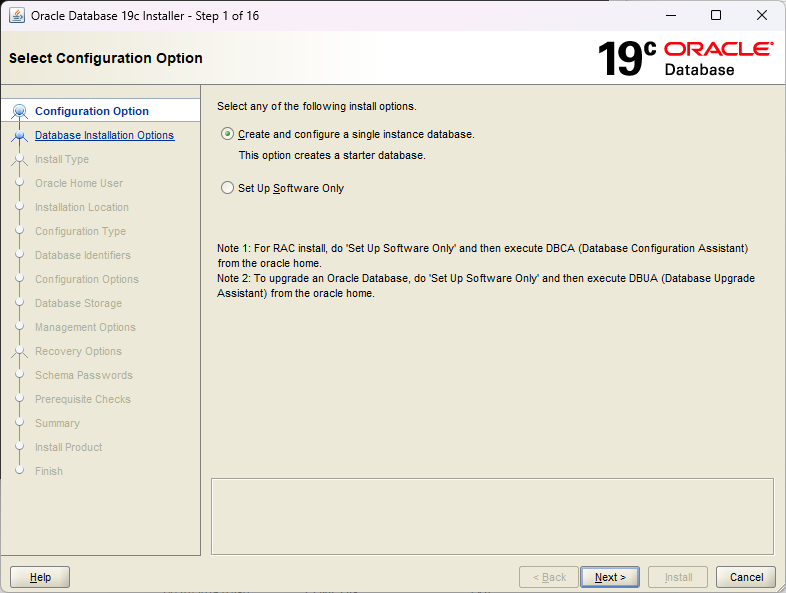 Oracle Database 19c Installer - Step 1 of 16
Select Configuration Option
19c ORACLE
Database
Configuration Option
Database Installation Options
Install Type
Oracle Home User
Installation Location
Configuration Type
Database Identifiers
Configuration Options
Database Storage
Management Options
Recovery Options
Schema Passwords
Prerequisite Checks
Summary
Install Product
Finish
Select any of the following install options.
Create and configure a single instance database.
This option creates a starter database.
Set Up Software Only
Note 1: For RAC install, do 'Set Up Software Only' and then execute DBCA (Database Configuration Assistant)
from the oracle home.
Note 2: To upgrade an Oracle Database, do 'Set Up Software Only' and then execute DBUA (Database Upgrade
Assistant) from the oracle home.
Help
< Back
Next >
Install
Cancel